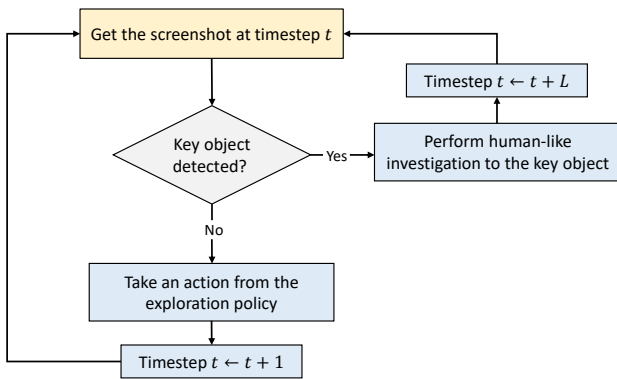 Get the screenshot at timestep t
Timestep t ← t + L
Key object
detected?
Yes
Perform human-like
investigation to the key object
No
Take an action from the
exploration policy
Timestep t ← t + 1